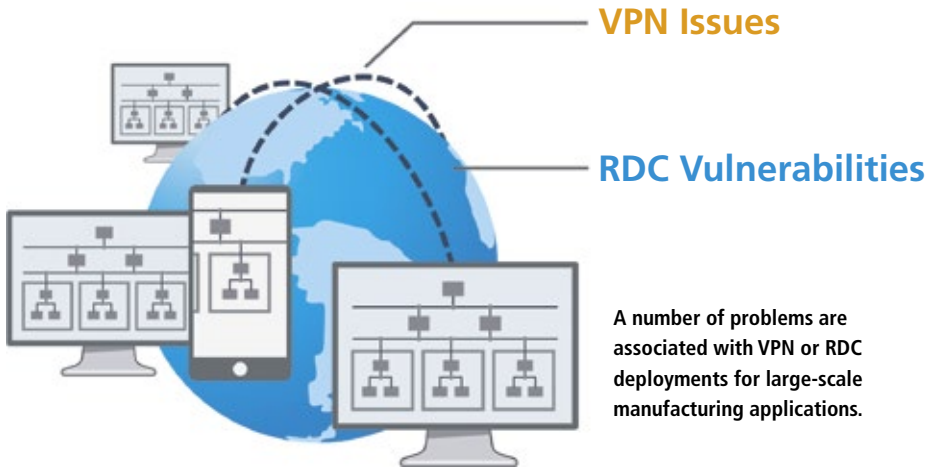 VPN Issues
RDC Vulnerabilities
A number of problems are
associated with VPN or RDC
deployments for large-scale
manufacturing applications.